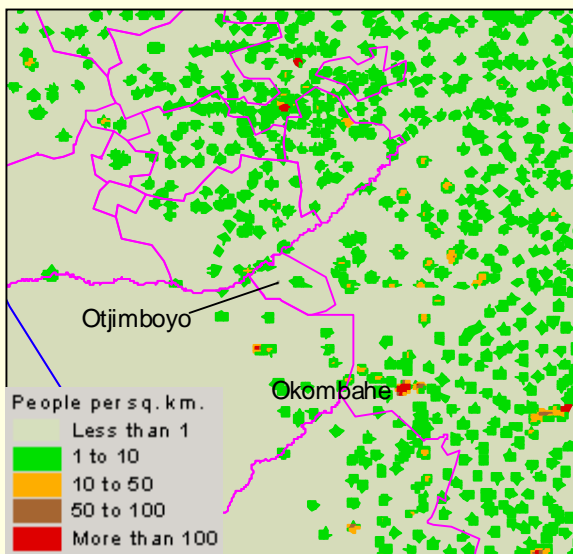 Otjimboyo
Okombahe
People per sq. km.
Less than 1
1 to 10
10 to 50
50 to 100
More than 100